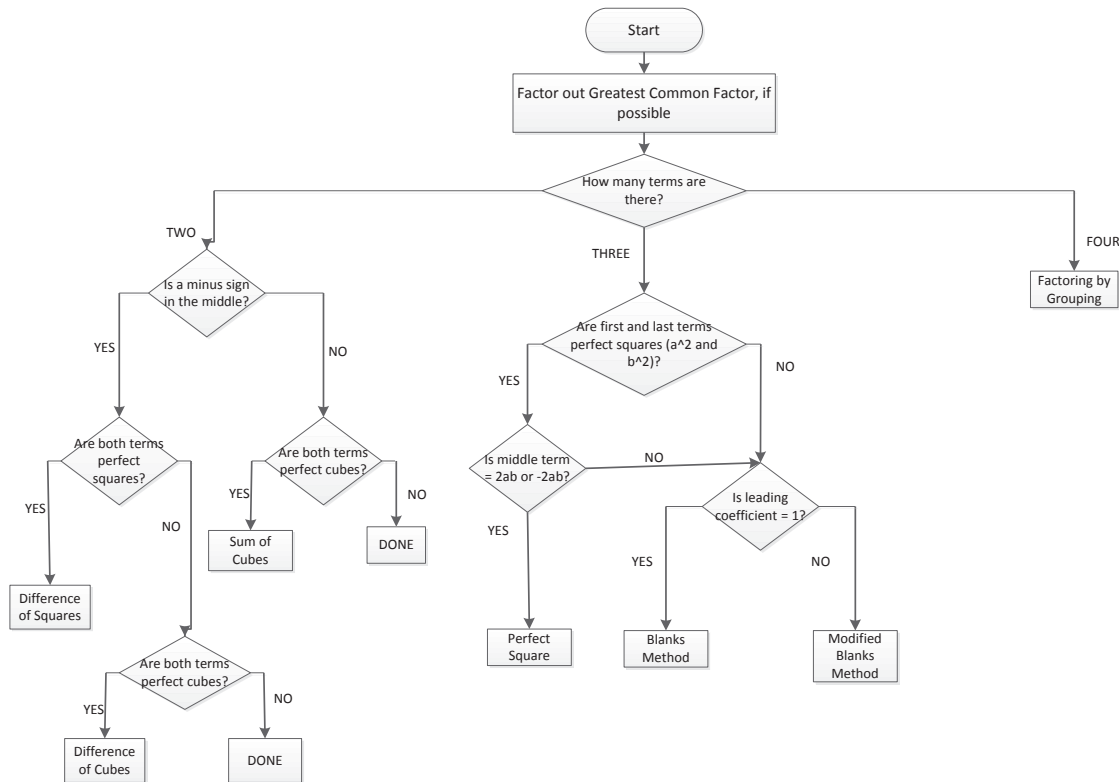 Start
Factor out Greatest Common Factor, if
possible
How many terms are
there?
TWO
THREE
FOUR
Is a minus sign
in the middle?
YES
NO
Are both terms
perfect
squares?
YES
NO
Difference
of Squares
Are both terms
perfect cubes?
YES
NO
Difference
of Cubes
DONE
Are both terms
perfect cubes?
YES
NO
Sum of
Cubes
DONE
Are first and last terms
perfect squares (a^2 and
b^2)?
YES
NO
Is middle term
= 2ab or -2ab?
NO
YES
Perfect
Square
Is leading
coefficient = 1?
YES
NO
Blanks
Method
Modified
Blanks
Method
Factoring by
Grouping